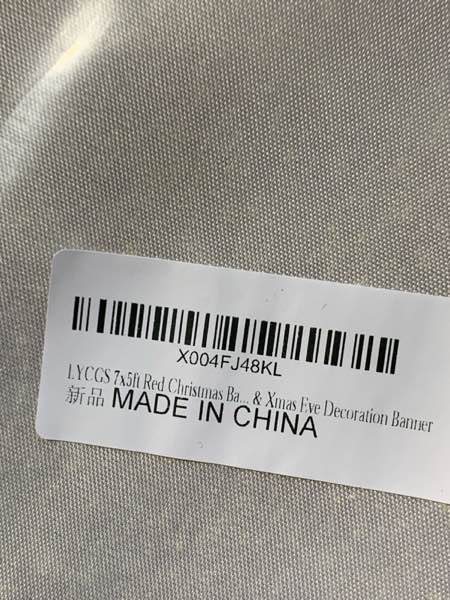 X004FJ48KL
LYCGS 7x5ft Red Christmas Ba... & Xmas Eve Decoration Banner
新品 MADE IN CHINA